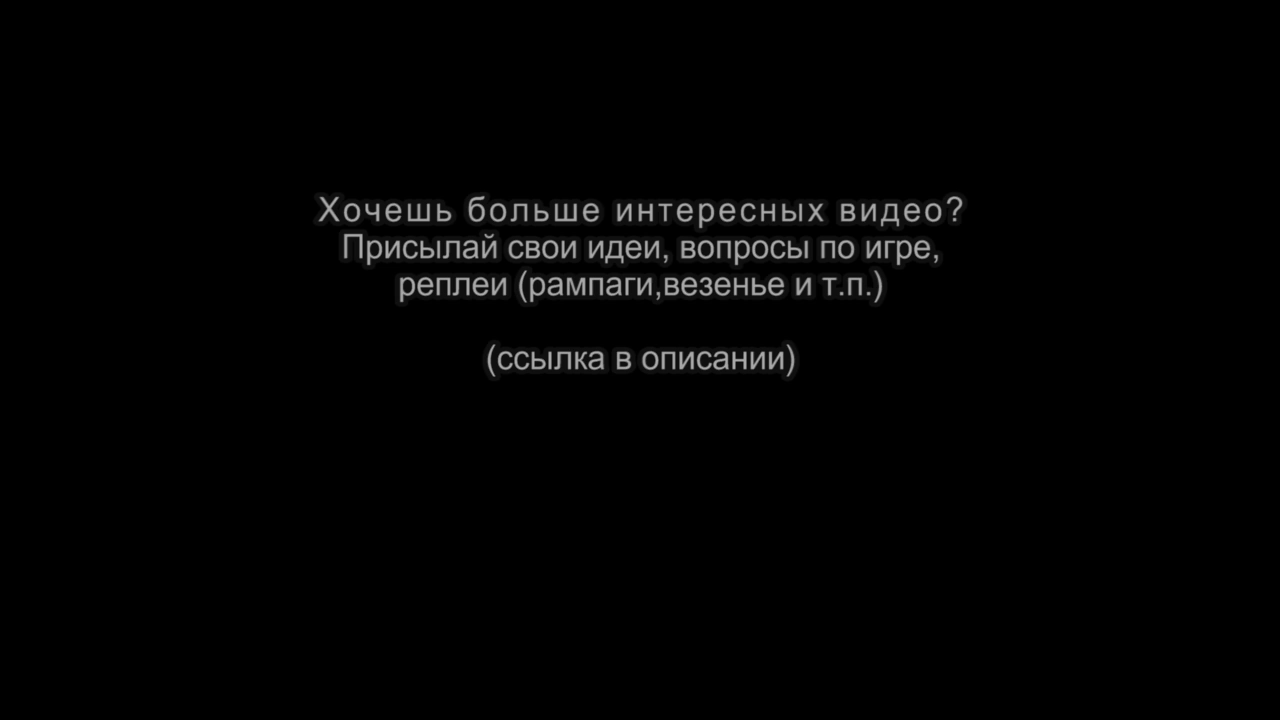 Хочешь больше интересных видео?
Присылай свои идеи, вопросы по игре,
реплеи (рампаги,везенье и т.п.)
(ссылка в описании)